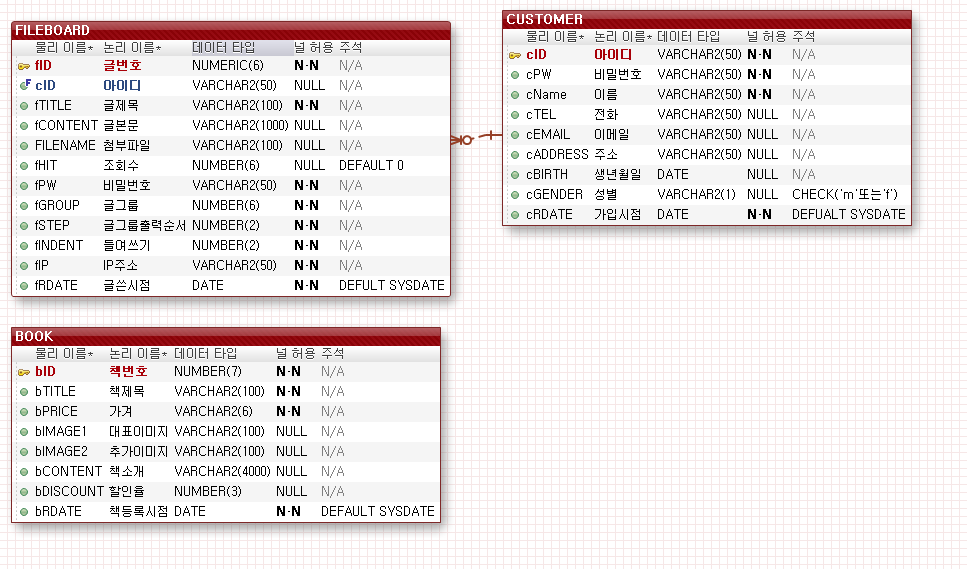 FILEBOARD
물리 이름* 논리 이름* 데이터 타입 널 허용 주석
fID 글번호 NUMERIC(6) N-N N/A
F cID 아이디 VARCHAR2(50) NULL N/A
fTITLE 글제목 VARCHAR2(100) N-N N/A
fCONTENT 글본문 VARCHAR2(1000) NULL N/A
FILENAME 첨부파일 VARCHAR2(100) NULL N/A
fHIT 조회수 NUMBER(6) NULL DEFAULT 0
fPW 비밀번호 VARCHAR2(50) N-N N/A
fGROUP 글그룹 NUMBER(6) N-N N/A
fSTEP 글그룹출력순서 NUMBER(2) N-N N/A
fINDENT 들여쓰기 NUMBER(2) N-N N/A
fIP IP주소 VARCHAR2(50) N-N N/A
fRDATE 글쓴시점 DATE N-N DEFULT SYSDATE
CUSTOMER
물리 이름* 논리 이름* 데이터 타입 널 허용 주석
cID 아이디 VARCHAR2(50) N-N N/A
cPW 비밀번호 VARCHAR2(50) N-N N/A
cName 이름 VARCHAR2(50) N-N N/A
cTEL 전화 VARCHAR2(50) NULL N/A
cEMAIL 이메일 VARCHAR2(50) NULL N/A
cADDRESS 주소 VARCHAR2(50) NULL N/A
cBIRTH 생년월일 DATE NULL N/A
cGENDER 성별 VARCHAR2(1) NULL CHECK('m'또는'f')
cRDATE 가입시점 DATE N-N DEFUALT SYSDATE
BOOK
물리 이름* 논리 이름* 데이터 타입 널 허용 주석
bID 책번호 NUMBER(7) N-N N/A
bTITLE 책제목 VARCHAR2(100) N-N N/A
bPRICE 가겨 VARCHAR2(6) N-N N/A
bIMAGE1 대표이미지 VARCHAR2(100) NULL N/A
bIMAGE2 추가이미지 VARCHAR2(100) NULL N/A
bCONTENT 책소개 VARCHAR2(4000) NULL N/A
bDISCOUNT 할인율 NUMBER(3) NULL N/A
bRDATE 책등록시점 DATE N-N DEFAULT SYSDATE